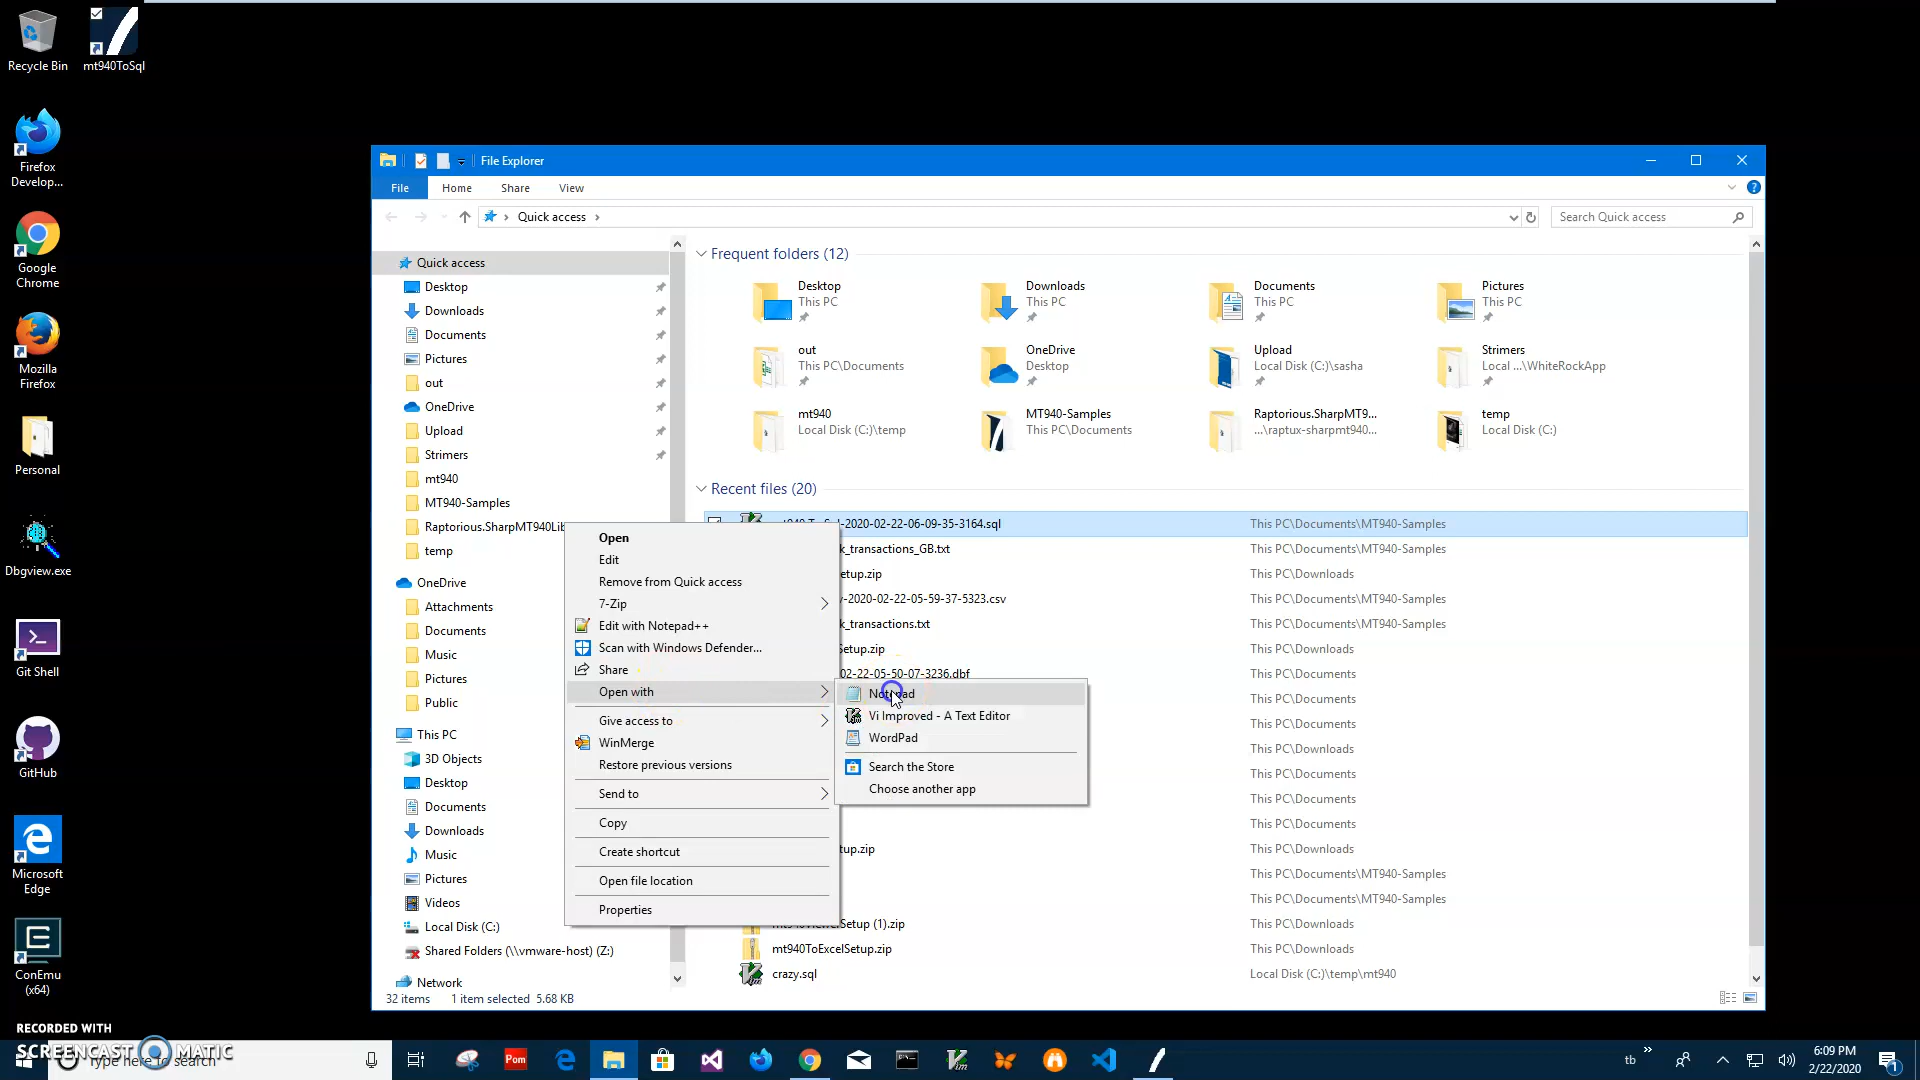 Recycle Bin
mt940ToSql
Firefox
Develop...
Google
Chrome
Mozilla
Firefox
Personal
Dbgview.exe
Git Shell
GitHub
Microsoft
Edge
ConEmu
(x64)
File Explorer
File Home Share View
Quick access
Search Quick access
Quick access
Desktop
Downloads
Documents
Pictures
out
OneDrive
Upload
Strimers
mt940
MT940-Samples
Raptorious.SharpMT940Lib
temp
OneDrive
Attachments
Documents
Music
Pictures
Public
This PC
3D Objects
Desktop
Documents
Downloads
Music
Pictures
Videos
Local Disk (C:)
Shared Folders (\\vmware-host) (Z:)
Network
Frequent folders (12)
Desktop
This PC
Downloads
This PC
Documents
This PC
Pictures
This PC
out
This PC\Documents
OneDrive
Desktop
Upload
Local Disk (C:)\sasha
Strimers
Local ...\WhiteRockApp
mt940
Local Disk (C:)\temp
MT940-Samples
This PC\Documents
Raptorious.SharpMT9...
...\raptux-sharpmt940...
temp
Local Disk (C:)
Recent files (20)
-2020-02-22-06-09-35-3164.sql This PC\Documents\MT940-Samples
k_transactions_GB.txt This PC\Documents\MT940-Samples
etup.zip This PC\Downloads
-2020-02-22-05-59-37-5323.csv This PC\Documents\MT940-Samples
k_transactions.txt This PC\Documents\MT940-Samples
Setup.zip This PC\Downloads
02-22-05-50-07-3236.dbf This PC\Documents
This PC\Documents
This PC\Documents
This PC\Documents
This PC\Documents
This PC\Documents
This PC\Documents
tup.zip This PC\Downloads
This PC\Documents\MT940-Samples
This PC\Documents\MT940-Samples
mt940ViewerSetup (1).zip This PC\Downloads
mt940ToExcelSetup.zip This PC\Downloads
crazy.sql Local Disk (C:)\temp\mt940
Open
Edit
Remove from Quick access
7-Zip
Edit with Notepad++
Scan with Windows Defender...
Share
Open with
Give access to
WinMerge
Restore previous versions
Send to
Copy
Create shortcut
Open file location
Properties
Notepad
Vi Improved - A Text Editor
WordPad
Search the Store
Choose another app
32 items 1 item selected 5.68 KB
RECORDED WITH
SCREENCAST MATIC
Type here to search
Pom
tb
6:09 PM
2/22/2020
1